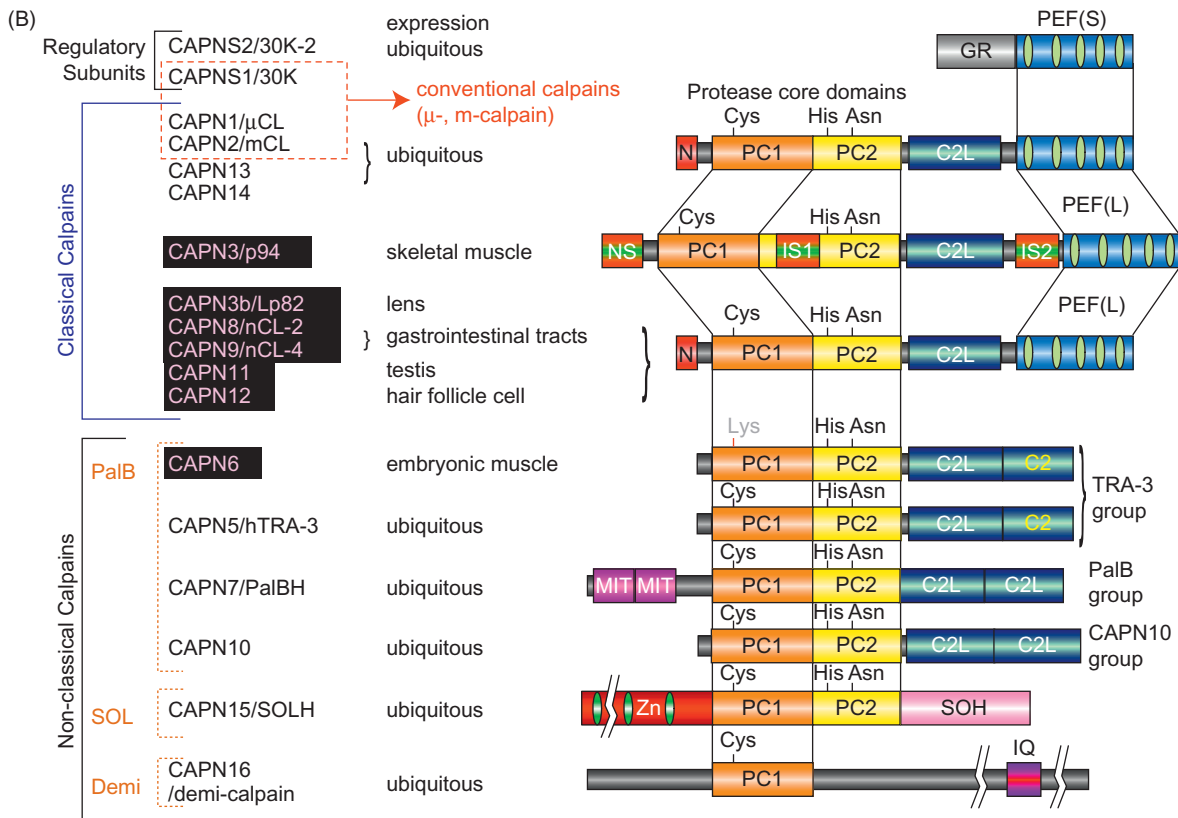 (B)
Regulatory
Subunits
CAPNS2/30K-2
CAPNS1/30K
expression
ubiquitous
conventional calpains
(μ-, m-calpain)
PEF(S)
GR
Classical Calpains
CAPN1/μCL
CAPN2/mCL
CAPN13
CAPN14
ubiquitous
Protease core domains
Cys His Asn
N PC1 PC2 C2L
PEF(L)
CAPN3/p94
skeletal muscle
Cys His Asn
NS PC1 IS1 PC2 C2L IS2
PEF(L)
CAPN3b/Lp82
CAPN8/nCL-2
CAPN9/nCL-4
CAPN11
CAPN12
lens
gastrointestinal tracts
testis
hair follicle cell
Cys His Asn
N PC1 PC2 C2L
Non-classical Calpains
PalB
CAPN6
embryonic muscle
Lys His Asn
PC1 PC2 C2L C2
CAPN5/hTRA-3
ubiquitous
Cys HisAsn
PC1 PC2 C2L C2
TRA-3
group
CAPN7/PalBH
ubiquitous
Cys His Asn
MIT MIT PC1 PC2 C2L C2L
PalB
group
CAPN10
ubiquitous
Cys His Asn
PC1 PC2 C2L C2L
CAPN10
group
SOL
CAPN15/SOLH
ubiquitous
Cys His Asn
Zn PC1 PC2 SOH
Demi
CAPN16
/demi-calpain
ubiquitous
Cys IQ
PC1